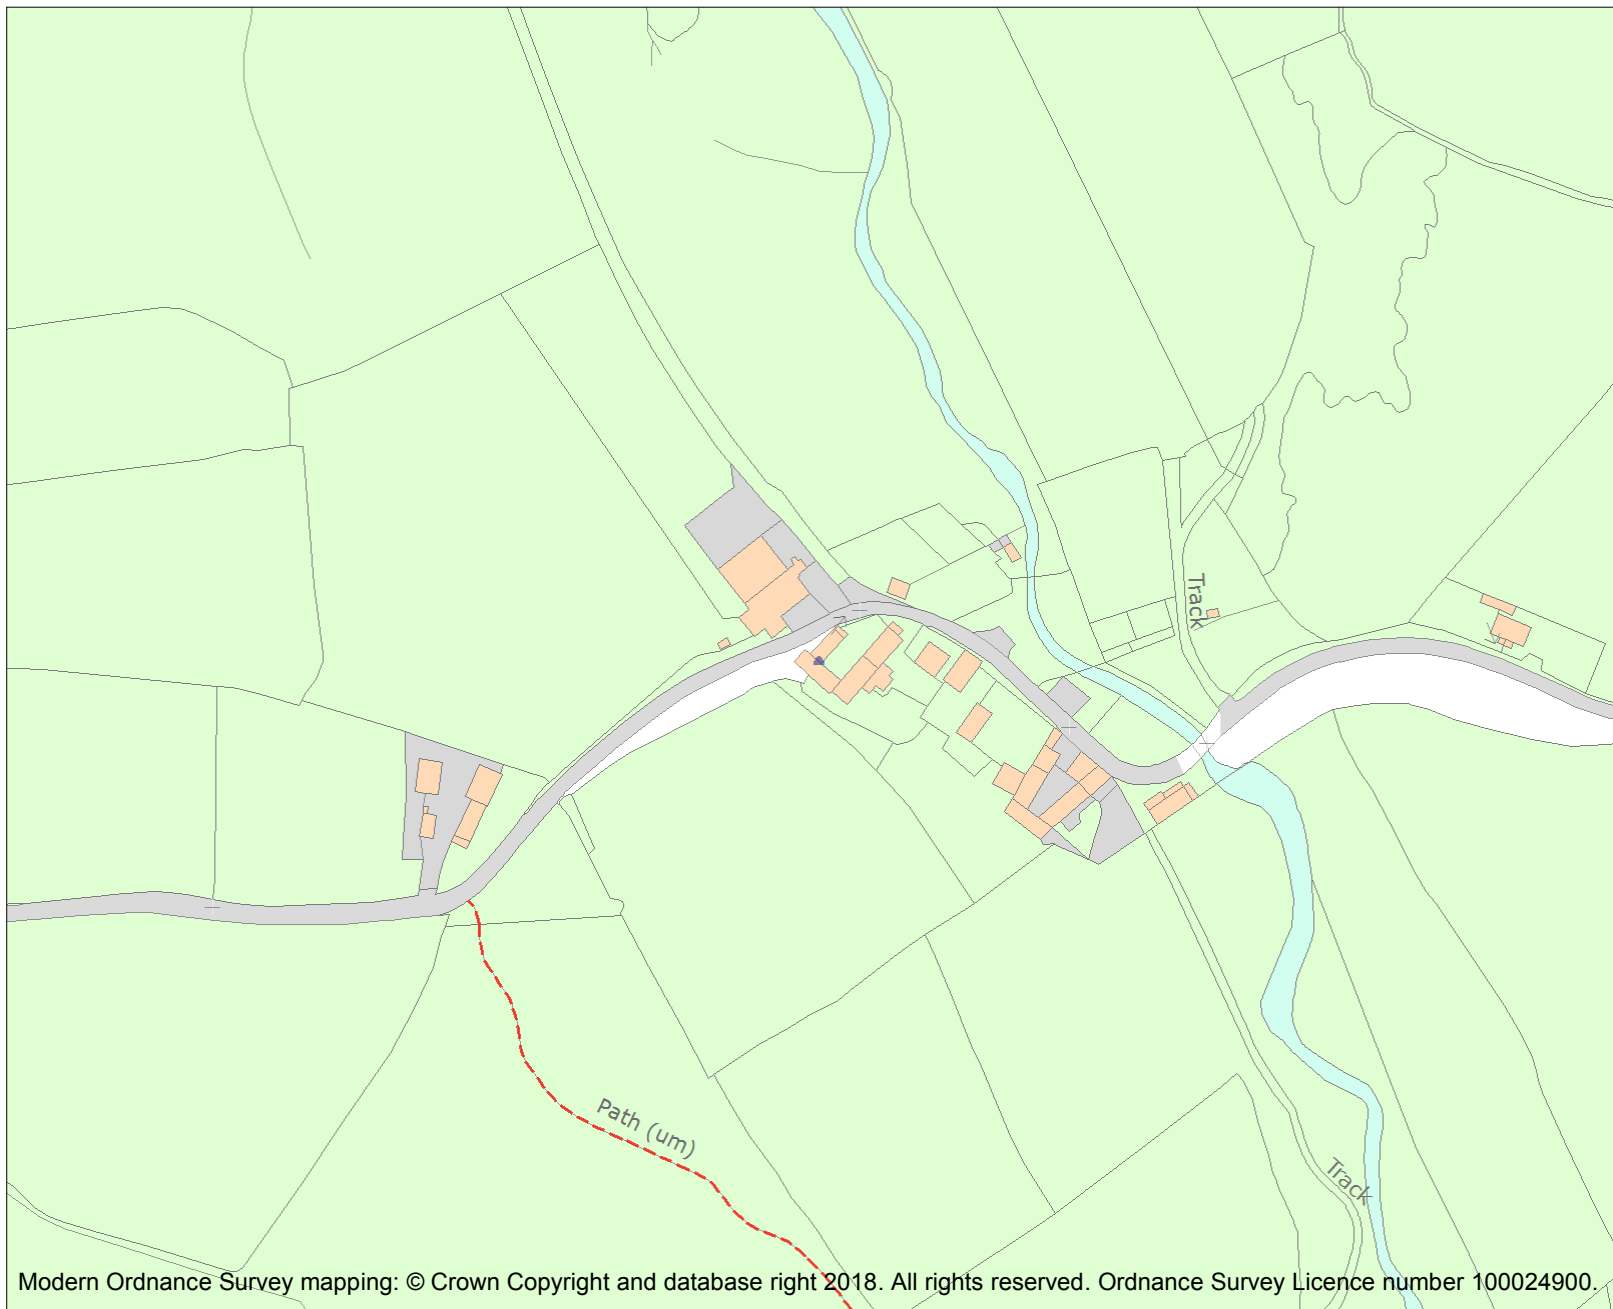 Track
Path (um)
Track
Modern Ordnance Survey mapping: © Crown Copyright and database right 2018. All rights reserved. Ordnance Survey Licence number 100024900.